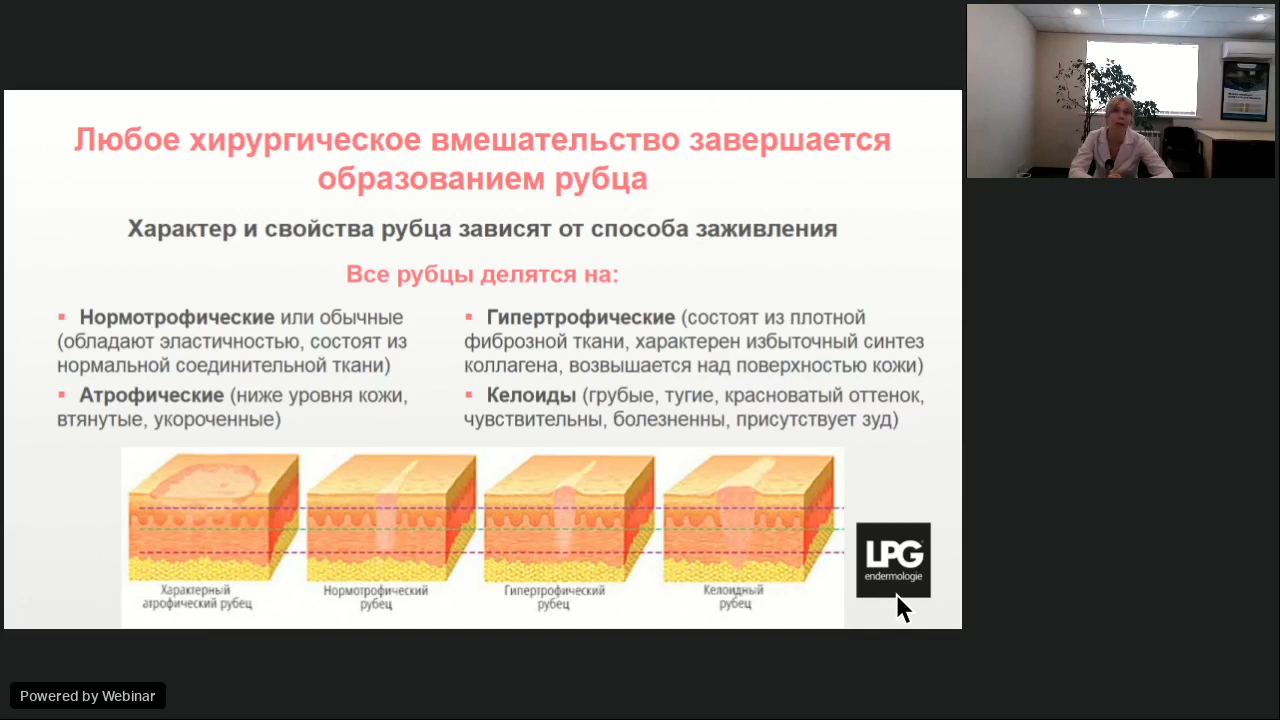 Любое хирургическое вмешательство завершается
образованием рубца
Характер и свойства рубца зависят от способа заживления
Все рубцы делятся на:
▪ Нормотрофические или обычные
(обладают эластичностью, состоят из
нормальной соединительной ткани)
▪ Атрофические (ниже уровня кожи,
втянутые, укороченные)
▪ Гипертрофические (состоят из плотной
фиброзной ткани, характерен избыточный синтез
коллагена, возвышается над поверхностью кожи)
▪ Келоиды (грубые, тугие, красноватый оттенок,
чувствительны, болезненны, присутствует зуд)
Характерный
атрофический рубец
Нормотрофический
рубец
Гипертрофический
рубец
Келоидный
рубец
LPG
endermologie
Powered by Webinar